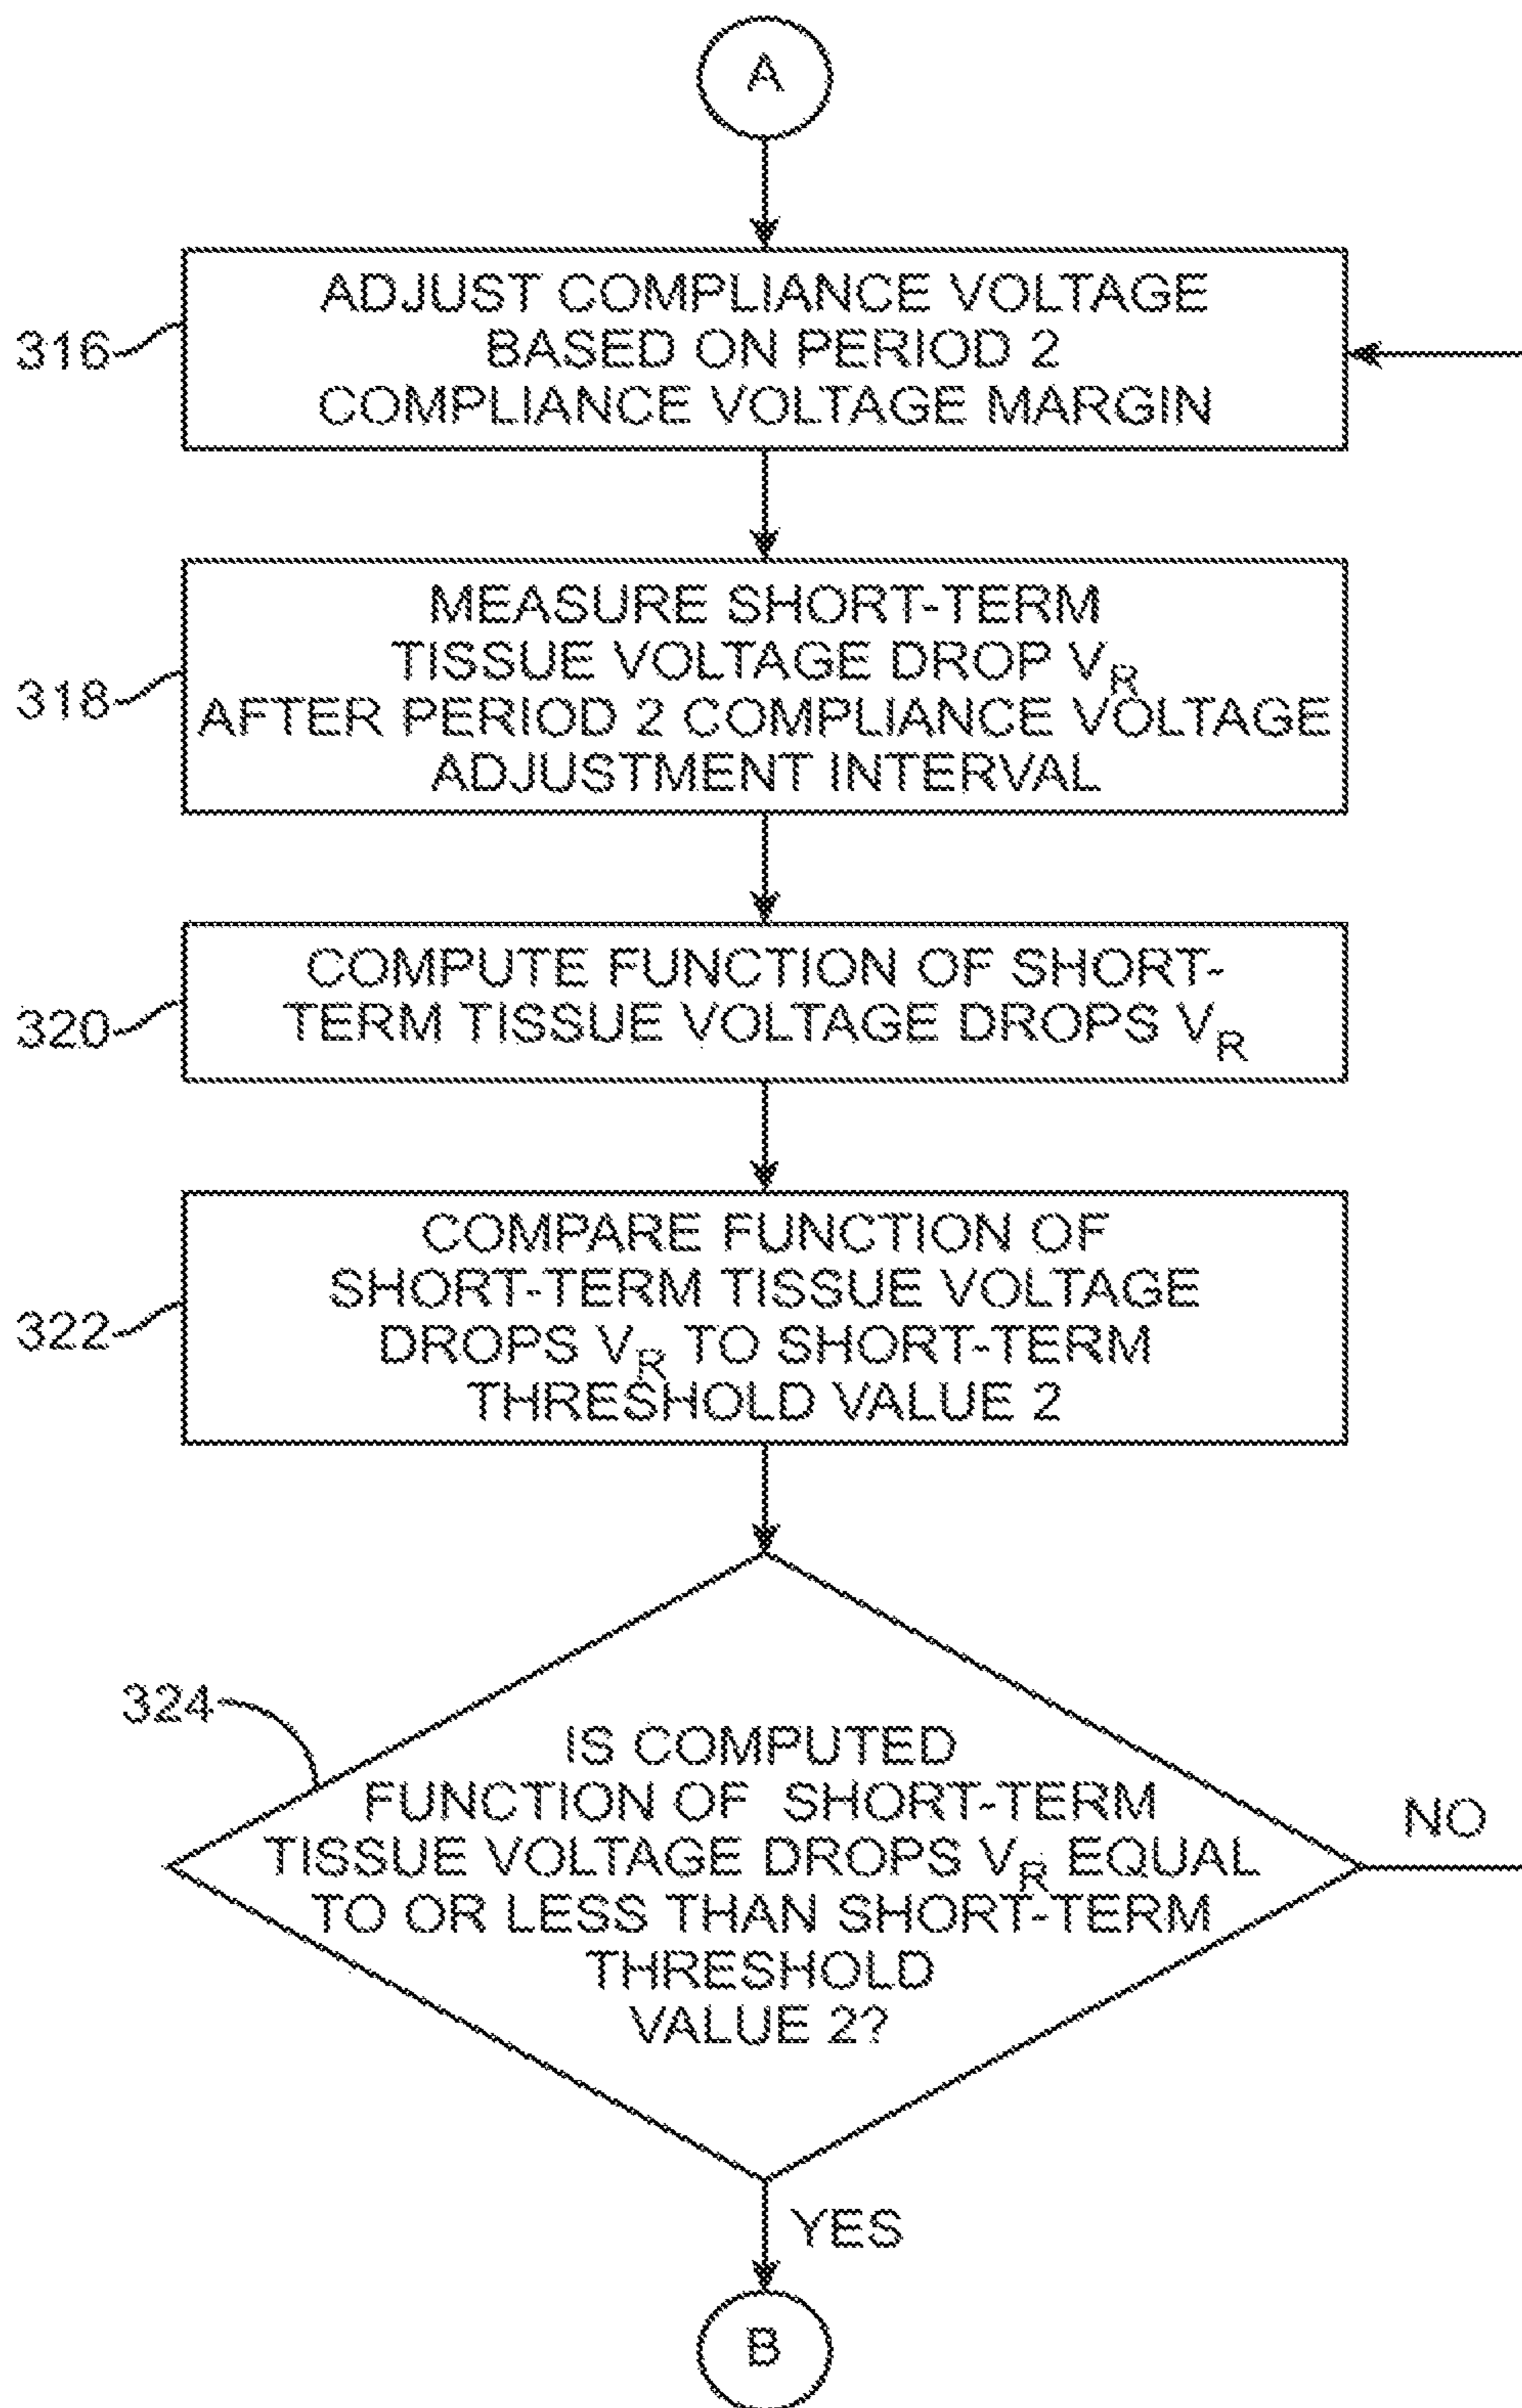 A
316
ADJUST COMPLIANCE VOLTAGE
BASED ON PERIOD 2
COMPLIANCE VOLTAGE MARGIN
318
MEASURE SHORT-TERM
TISSUE VOLTAGE DROP VR
AFTER PERIOD 2 COMPLIANCE VOLTAGE
ADJUSTMENT INTERVAL
320
COMPUTE FUNCTION OF SHORT-
TERM TISSUE VOLTAGE DROPS VR
322
COMPARE FUNCTION OF
SHORT-TERM TISSUE VOLTAGE
DROPS VR TO SHORT-TERM
THRESHOLD VALUE 2
324
IS COMPUTED
FUNCTION OF SHORT-TERM
TISSUE VOLTAGE DROPS VR EQUAL
TO OR LESS THAN SHORT-TERM
THRESHOLD
VALUE 2?
NO
YES
B